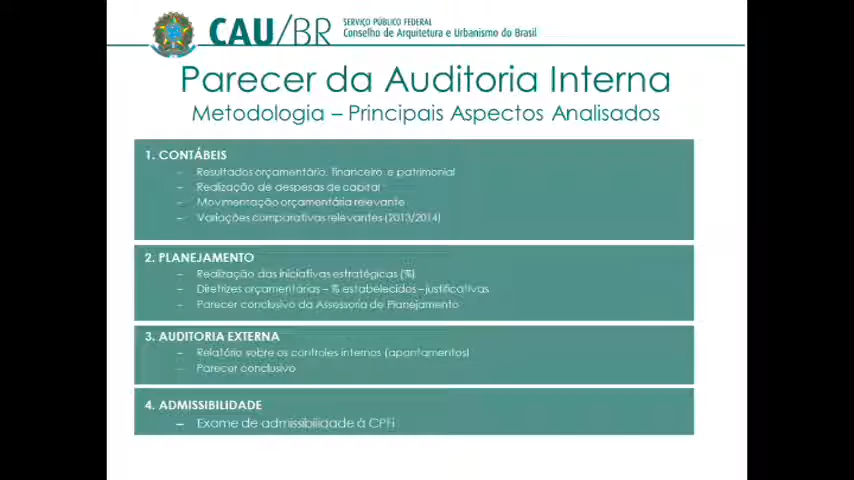 CAU/BR
SERVIÇO PÚBLICO FEDERAL
Conselho de Arquitetura e Urbanismo do Brasil
Parecer da Auditoria Interna
Metodologia – Principais Aspectos Analisados
1. CONTÁBEIS
– Resultados orçamentário, financeiro e patrimonial
– Realização de despesas de capital
– Movimentação orçamentária relevante
– Variações comparativas relevantes (2013/2014)
2. PLANEJAMENTO
– Realização das iniciativas estratégicas (%)
– Diretrizes orçamentárias – % estabelecidos – justificativas
– Parecer conclusivo da Assessoria de Planejamento
3. AUDITORIA EXTERNA
– Relatório sobre os controles internos (apontamentos)
– Parecer conclusivo
4. ADMISSIBILIDADE
– Exame de admissibilidade à CPFi